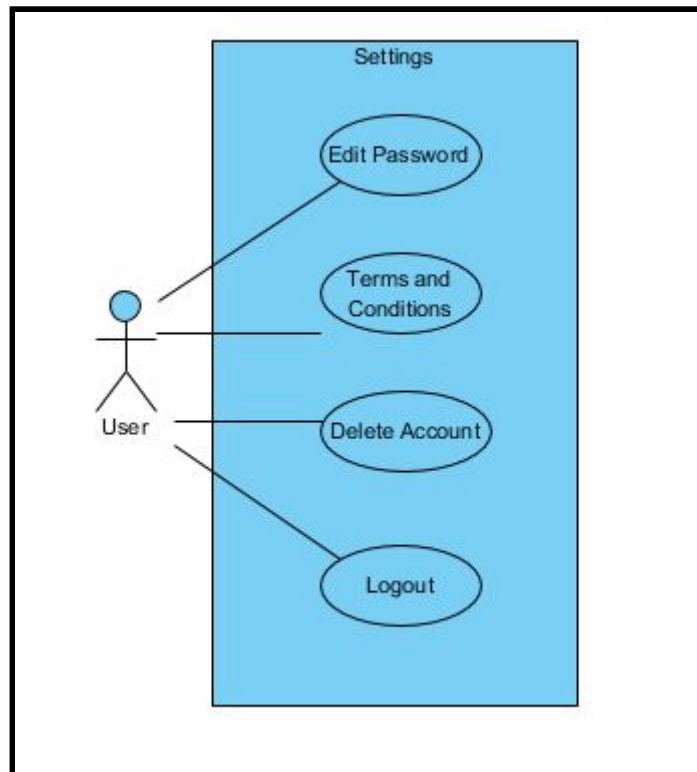 Settings
Edit Password
Terms and
Conditions
User
Delete Account
Logout